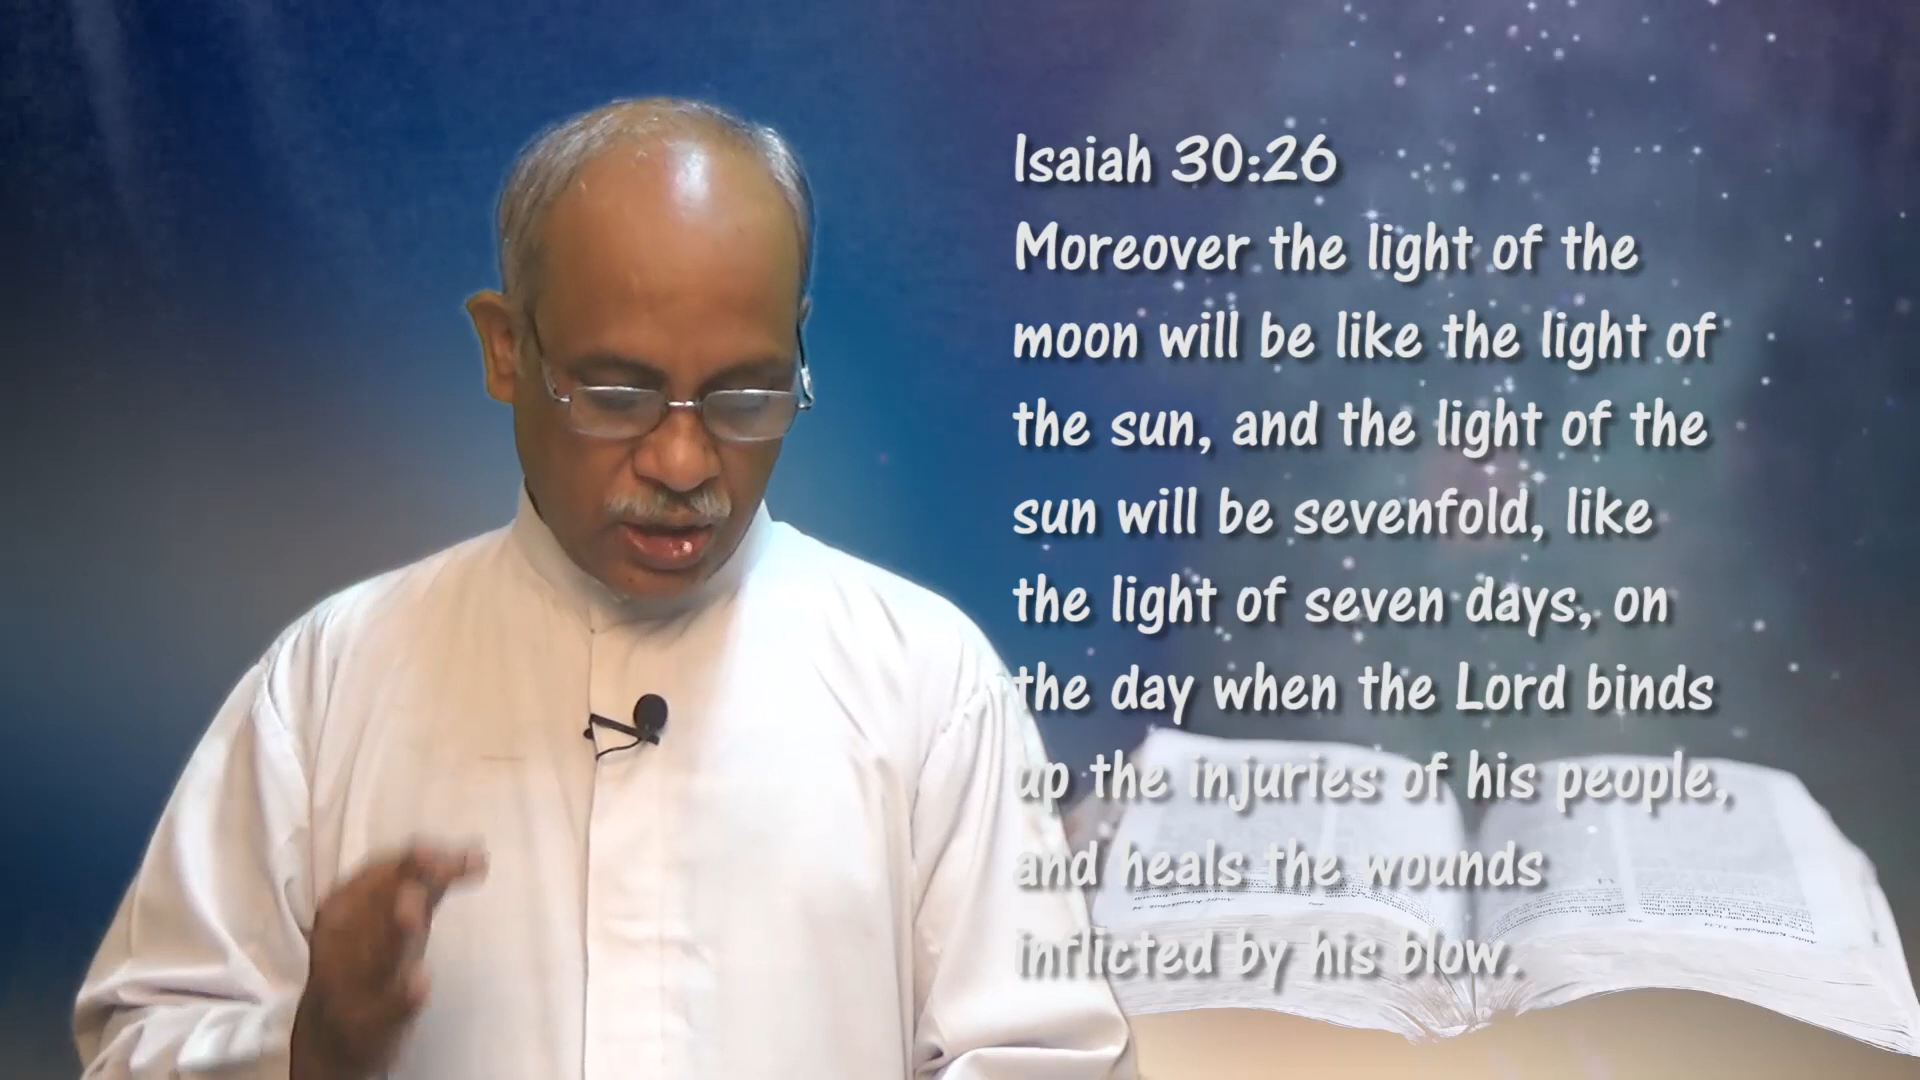 Isaiah 30:26
Moreover the light of the
moon will be like the light of
the sun, and the light of the
sun will be sevenfold, like
the light of seven days, on
the day when the Lord binds
up the injuries of his people,
and heals the wounds
inflicted by his blow.